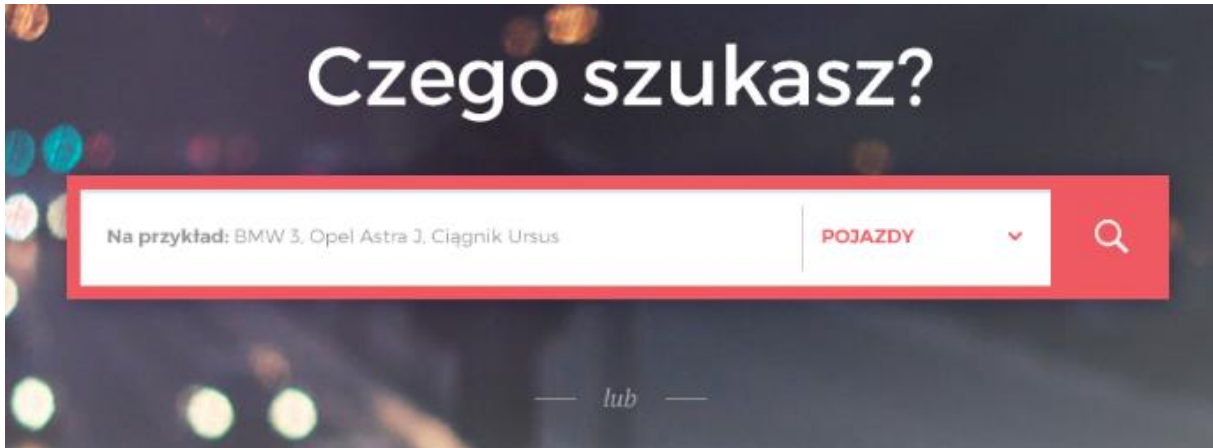 Czego szukasz?
Na przykład: BMW 3, Opel Astra J, Ciągnik Ursus
POJAZDY
lub